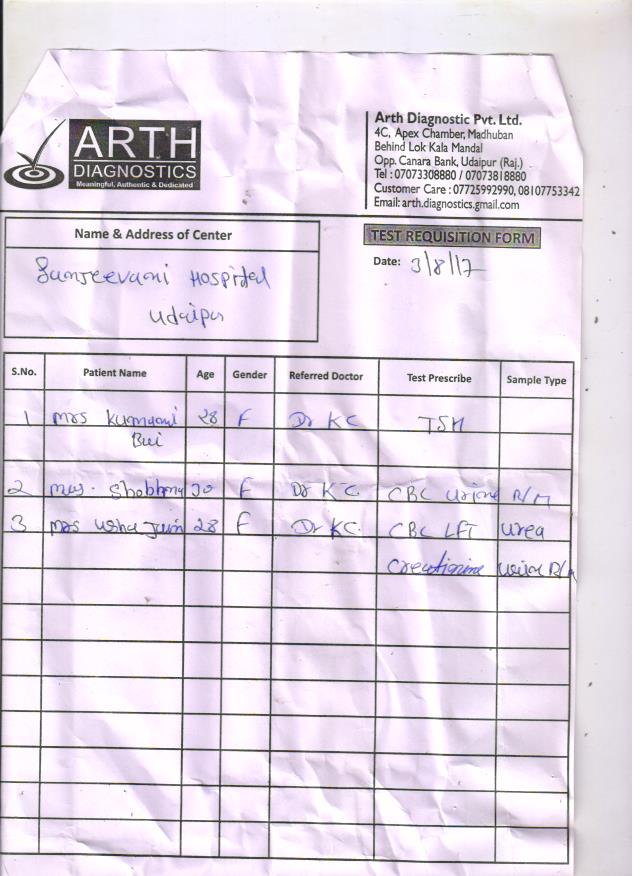 ARTH
DIAGNOSTICS
Meaningful, Authentic & Dedicated
Arth Diagnostic Pvt. Ltd.
4C, Apex Chamber, Madhuban
Behind Lok Kala Mandal
Opp. Canara Bank, Udaipur (Raj.)
Tel : 07073308880 / 07073818880
Customer Care : 07725992990, 08107753342
Email: arth.diagnostics.gmail.com
Name & Address of Center
Sanjeevani Hospital
Udaipur
TEST REQUISITION FORM
Date: 3/8/17
S.No. Patient Name Age Gender Referred Doctor Test Prescribe Sample Type
1 Mrs 28 F Dr KC TSH
2 Mrs. Shobhna 30 F Dr KC CBC Urine R/M
3 Mrs Usha Jain 28 F Dr KC. CBC LFT Urea
Creatinine Urine R/M